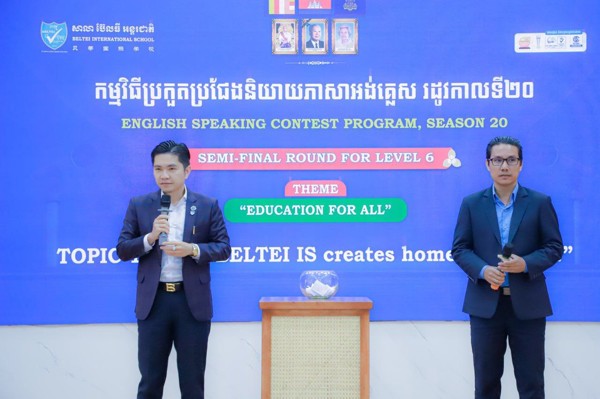 សាលា ប៊ែលធី អន្តរជាតិ
BELTEI INTERNATIONAL SCHOOL
កម្មវិធីប្រកួតប្រជែងនិយាយភាសាអង់គ្លេស រដូវកាលទី២០
ENGLISH SPEAKING CONTEST PROGRAM, SEASON 20
SEMI-FINAL ROUND FOR LEVEL 6
THEME
"EDUCATION FOR ALL"
TOPIC ELTEI IS creates home